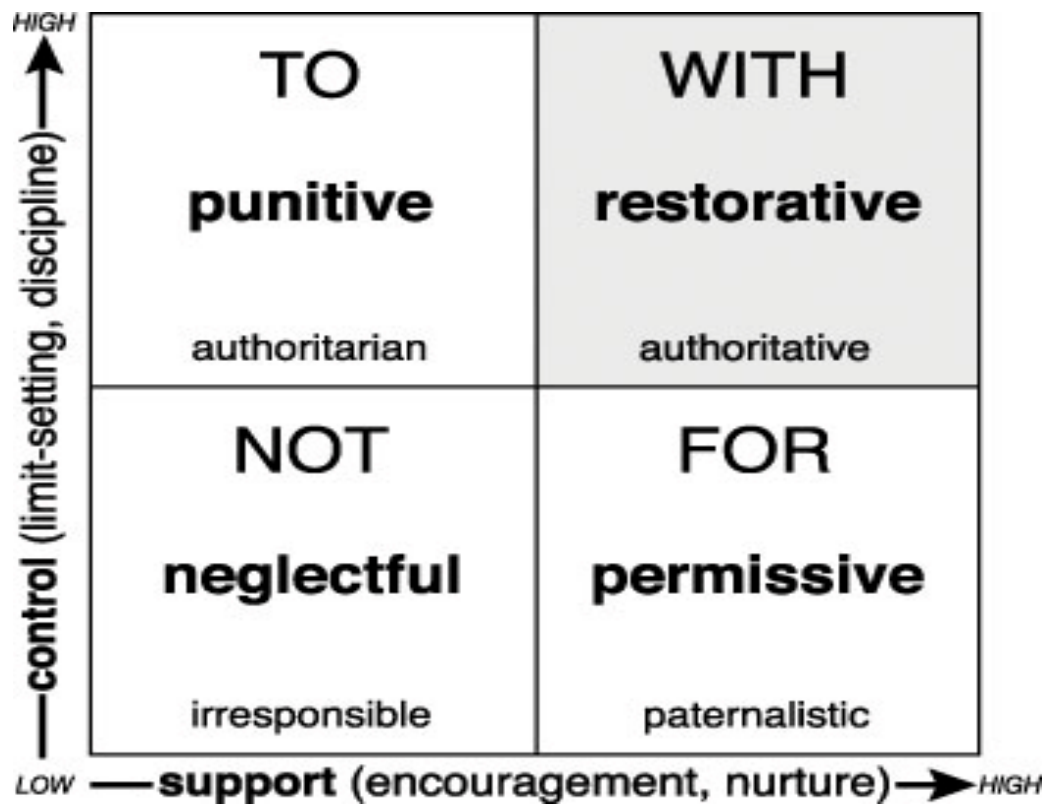 HIGH
TO
WITH
punitive
restorative
authoritarian
authoritative
NOT
FOR
neglectful
permissive
irresponsible
paternalistic
control (limit-setting, discipline)
LOW
support (encouragement, nurture)
HIGH